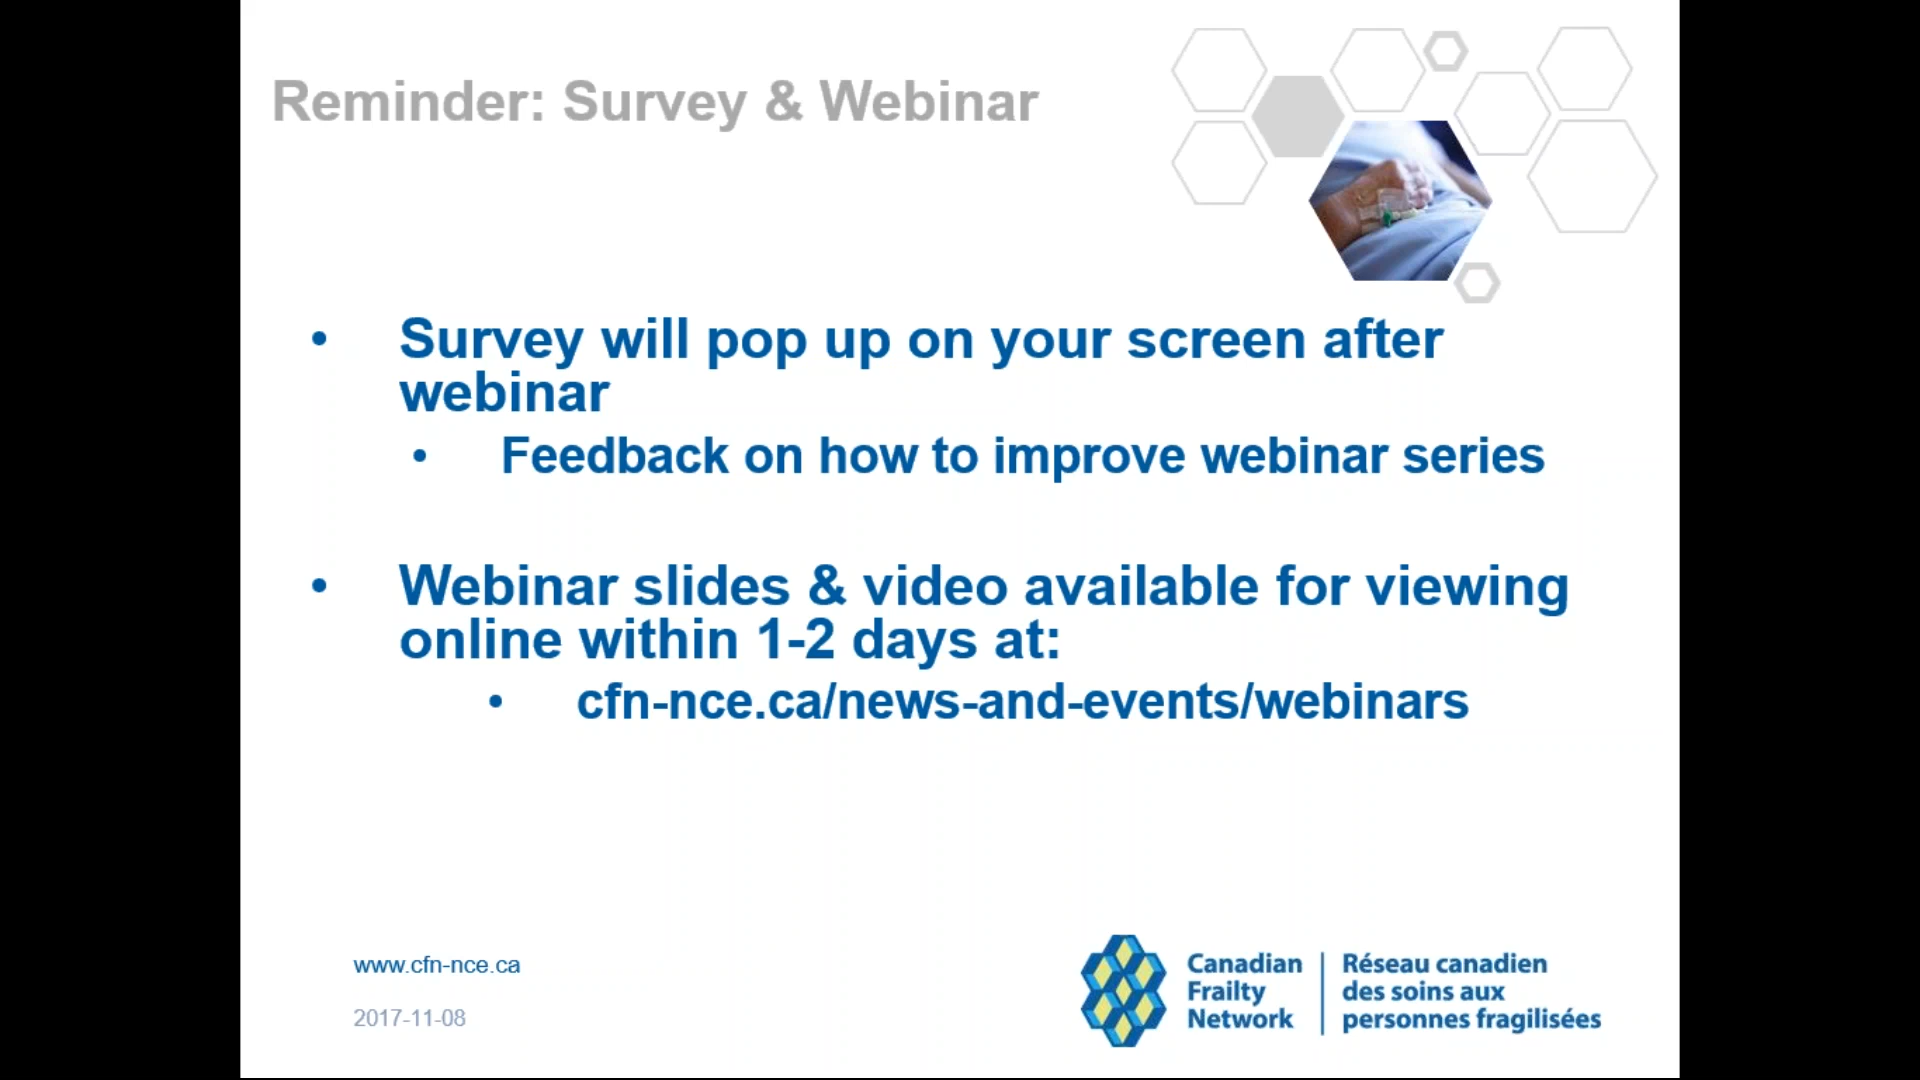 Reminder: Survey & Webinar
• Survey will pop up on your screen after
webinar
• Feedback on how to improve webinar series
• Webinar slides & video available for viewing
online within 1-2 days at:
• cfn-nce.ca/news-and-events/webinars
www.cfn-nce.ca
2017-11-08
Canadian
Frailty
Network
Réseau canadien
des soins aux
personnes fragilisées